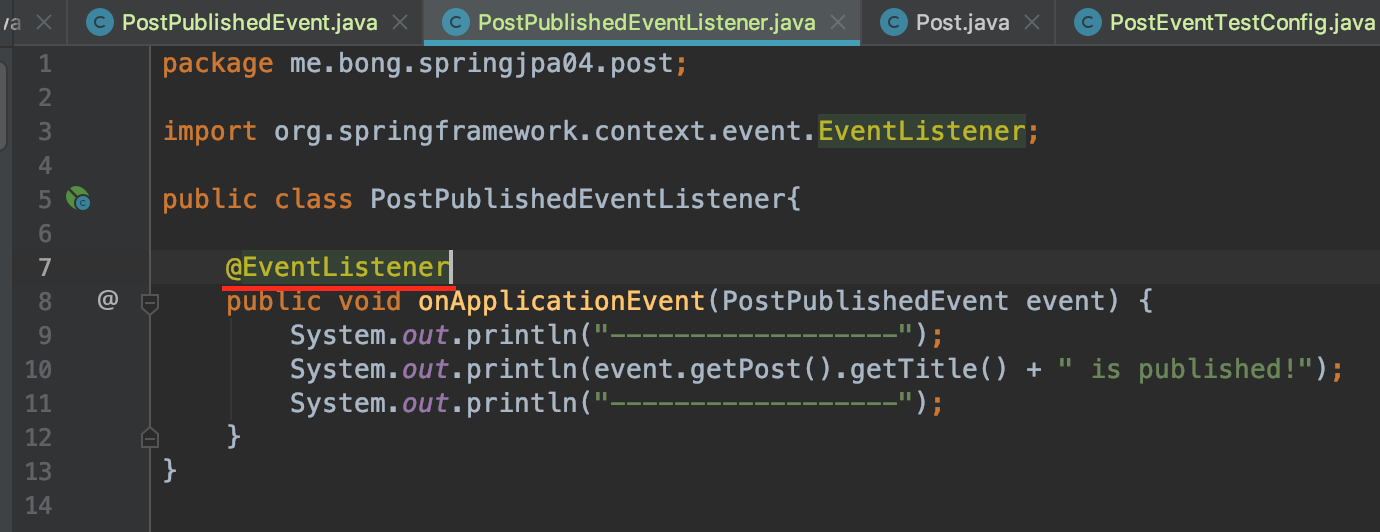 va PostPublishedEvent.java PostPublishedEventListener.java Post.java PostEventTestConfig.java
1 package me.bong.springjpa04.post;
2
3 import org.springframework.context.event.EventListener;
4
5 public class PostPublishedEventListener{
6
7 @EventListener
8 @ public void onApplicationEvent(PostPublishedEvent event) {
9 System.out.println("------------------");
10 System.out.println(event.getPost().getTitle() + " is published!");
11 System.out.println("------------------");
12 }
13 }
14